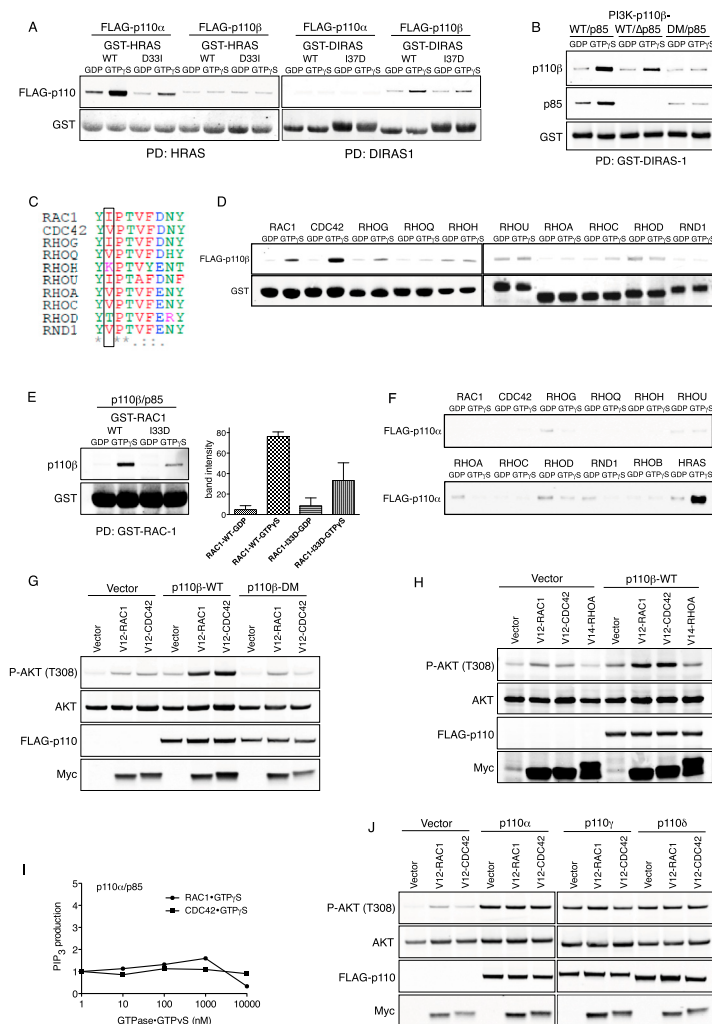 A
FLAG-p110α FLAG-p110β FLAG-p110α FLAG-p110β
GST-HRAS GST-HRAS GST-DIRAS GST-DIRAS
WT D33I WT D33I WT I37D WT I37D
GDP GTPγS GDP GTPγS GDP GTPγS GDP GTPγS GDP GTPγS GDP GTPγS GDP GTPγS GDP GTPγS
FLAG-p110
GST
PD: HRAS PD: DIRAS1
B
PI3K-p110β-
WT/p85 WT/Δp85 DM/p85
GDP GTPγS GDP GTPγS GDP GTPγS
p110β
p85
GST
PD: GST-DIRAS-1
C
RAC1 YIPTVFDNY
CDC42 YVPTVFDNY
RHOG YIPTVFDNY
RHOQ YVPTVFDHY
RHOH YKPTVYENT
RHOU YIPTAFDNF
RHOA YVPTVFENY
RHOC YVPTVFENY
RHOD YTPTVFERY
RND1 YVPTVFENY
* ** .:::.
D
RAC1 CDC42 RHOG RHOQ RHOH RHOU RHOA RHOC RHOD RND1
GDP GTPγS GDP GTPγS GDP GTPγS GDP GTPγS GDP GTPγS GDP GTPγS GDP GTPγS GDP GTPγS GDP GTPγS GDP GTPγS
FLAG-p110β
GST
E
p110β/p85
GST-RAC1
WT I33D
GDP GTPγS GDP GTPγS
p110β
GST
PD: GST-RAC-1
band intensity
100
80
60
40
20
0
RAC1-WT-GDP
RAC1-WT-GTPγS
RAC1-I33D-GDP
RAC1-I33D-GTPγS
F
RAC1 CDC42 RHOG RHOQ RHOH RHOU
GDP GTPγS GDP GTPγS GDP GTPγS GDP GTPγS GDP GTPγS GDP GTPγS
FLAG-p110α
RHOA RHOC RHOD RND1 RHOB HRAS
GDP GTPγS GDP GTPγS GDP GTPγS GDP GTPγS GDP GTPγS GDP GTPγS
FLAG-p110α
G
Vector p110β-WT p110β-DM
Vector V12-RAC1 V12-CDC42 Vector V12-RAC1 V12-CDC42 Vector V12-RAC1 V12-CDC42
P-AKT (T308)
AKT
FLAG-p110
Myc
H
Vector p110β-WT
Vector V12-RAC1 V12-CDC42 V14-RHOA Vector V12-RAC1 V12-CDC42 V14-RHOA
P-AKT (T308)
AKT
FLAG-p110
Myc
I
p110α/p85
RAC1•GTPγS
CDC42•GTPγS
PIP3 production
5
4
3
2
1
0
1 10 100 1000 10000
GTPase•GTPγS (nM)
J
Vector p110α p110γ p110δ
Vector V12-RAC1 V12-CDC42 Vector V12-RAC1 V12-CDC42 Vector V12-RAC1 V12-CDC42 Vector V12-RAC1 V12-CDC42
P-AKT (T308)
AKT
FLAG-p110
Myc